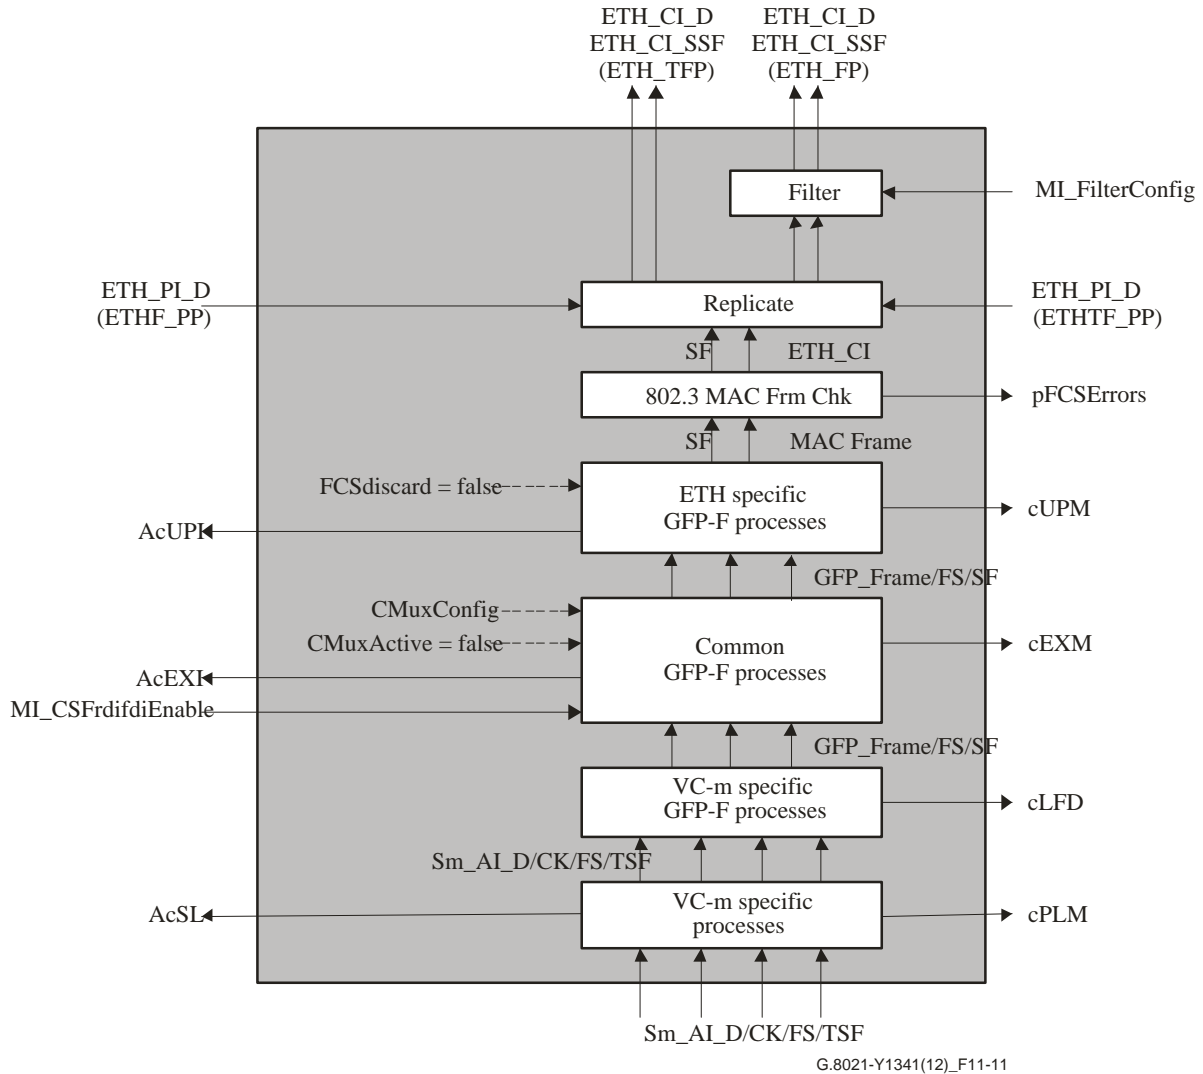 ETH_CI_D
ETH_CI_SSF
(ETH_TFP)
ETH_CI_D
ETH_CI_SSF
(ETH_FP)
Filter
MI_FilterConfig
ETH_PI_D
(ETHF_PP)
Replicate
ETH_PI_D
(ETHTF_PP)
SF
ETH_CI
802.3 MAC Frm Chk
pFCSErrors
SF
MAC Frame
FCSdiscard = false
ETH specific
GFP-F processes
cUPM
AcUPI
GFP_Frame/FS/SF
CMuxConfig
CMuxActive = false
Common
GFP-F processes
cEXM
AcEXI
MI_CSFrdifdiEnable
GFP_Frame/FS/SF
VC-m specific
GFP-F processes
cLFD
Sm_AI_D/CK/FS/TSF
AcSL
VC-m specific
processes
cPLM
Sm_AI_D/CK/FS/TSF
G.8021-Y1341(12)_F11-11